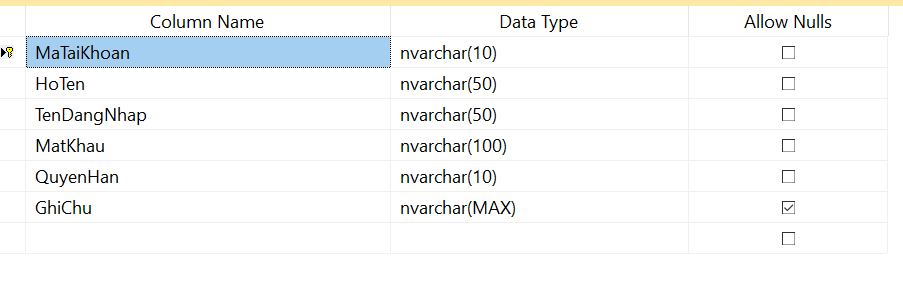 Column Name Data Type Allow Nulls
MaTaiKhoan nvarchar(10)
HoTen nvarchar(50)
TenDangNhap nvarchar(50)
MatKhau nvarchar(100)
QuyenHan nvarchar(10)
GhiChu nvarchar(MAX)